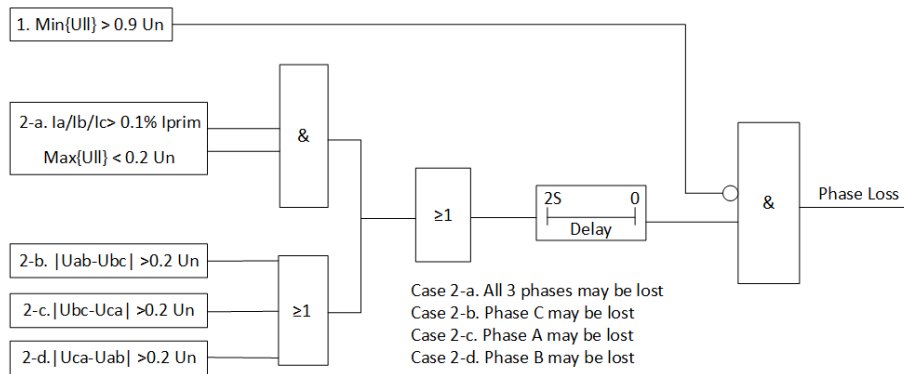 1. Min{Ull} > 0.9 Un
2-a. Ia/Ib/Ic> 0.1% Iprim
Max{Ull} < 0.2 Un
&
≥1
2S 0
Delay
&
Phase Loss
2-b. |Uab-Ubc| >0.2 Un
2-c.|Ubc-Uca| >0.2 Un
2-d.|Uca-Uab| >0.2 Un
≥1
Case 2-a. All 3 phases may be lost
Case 2-b. Phase C may be lost
Case 2-c. Phase A may be lost
Case 2-d. Phase B may be lost